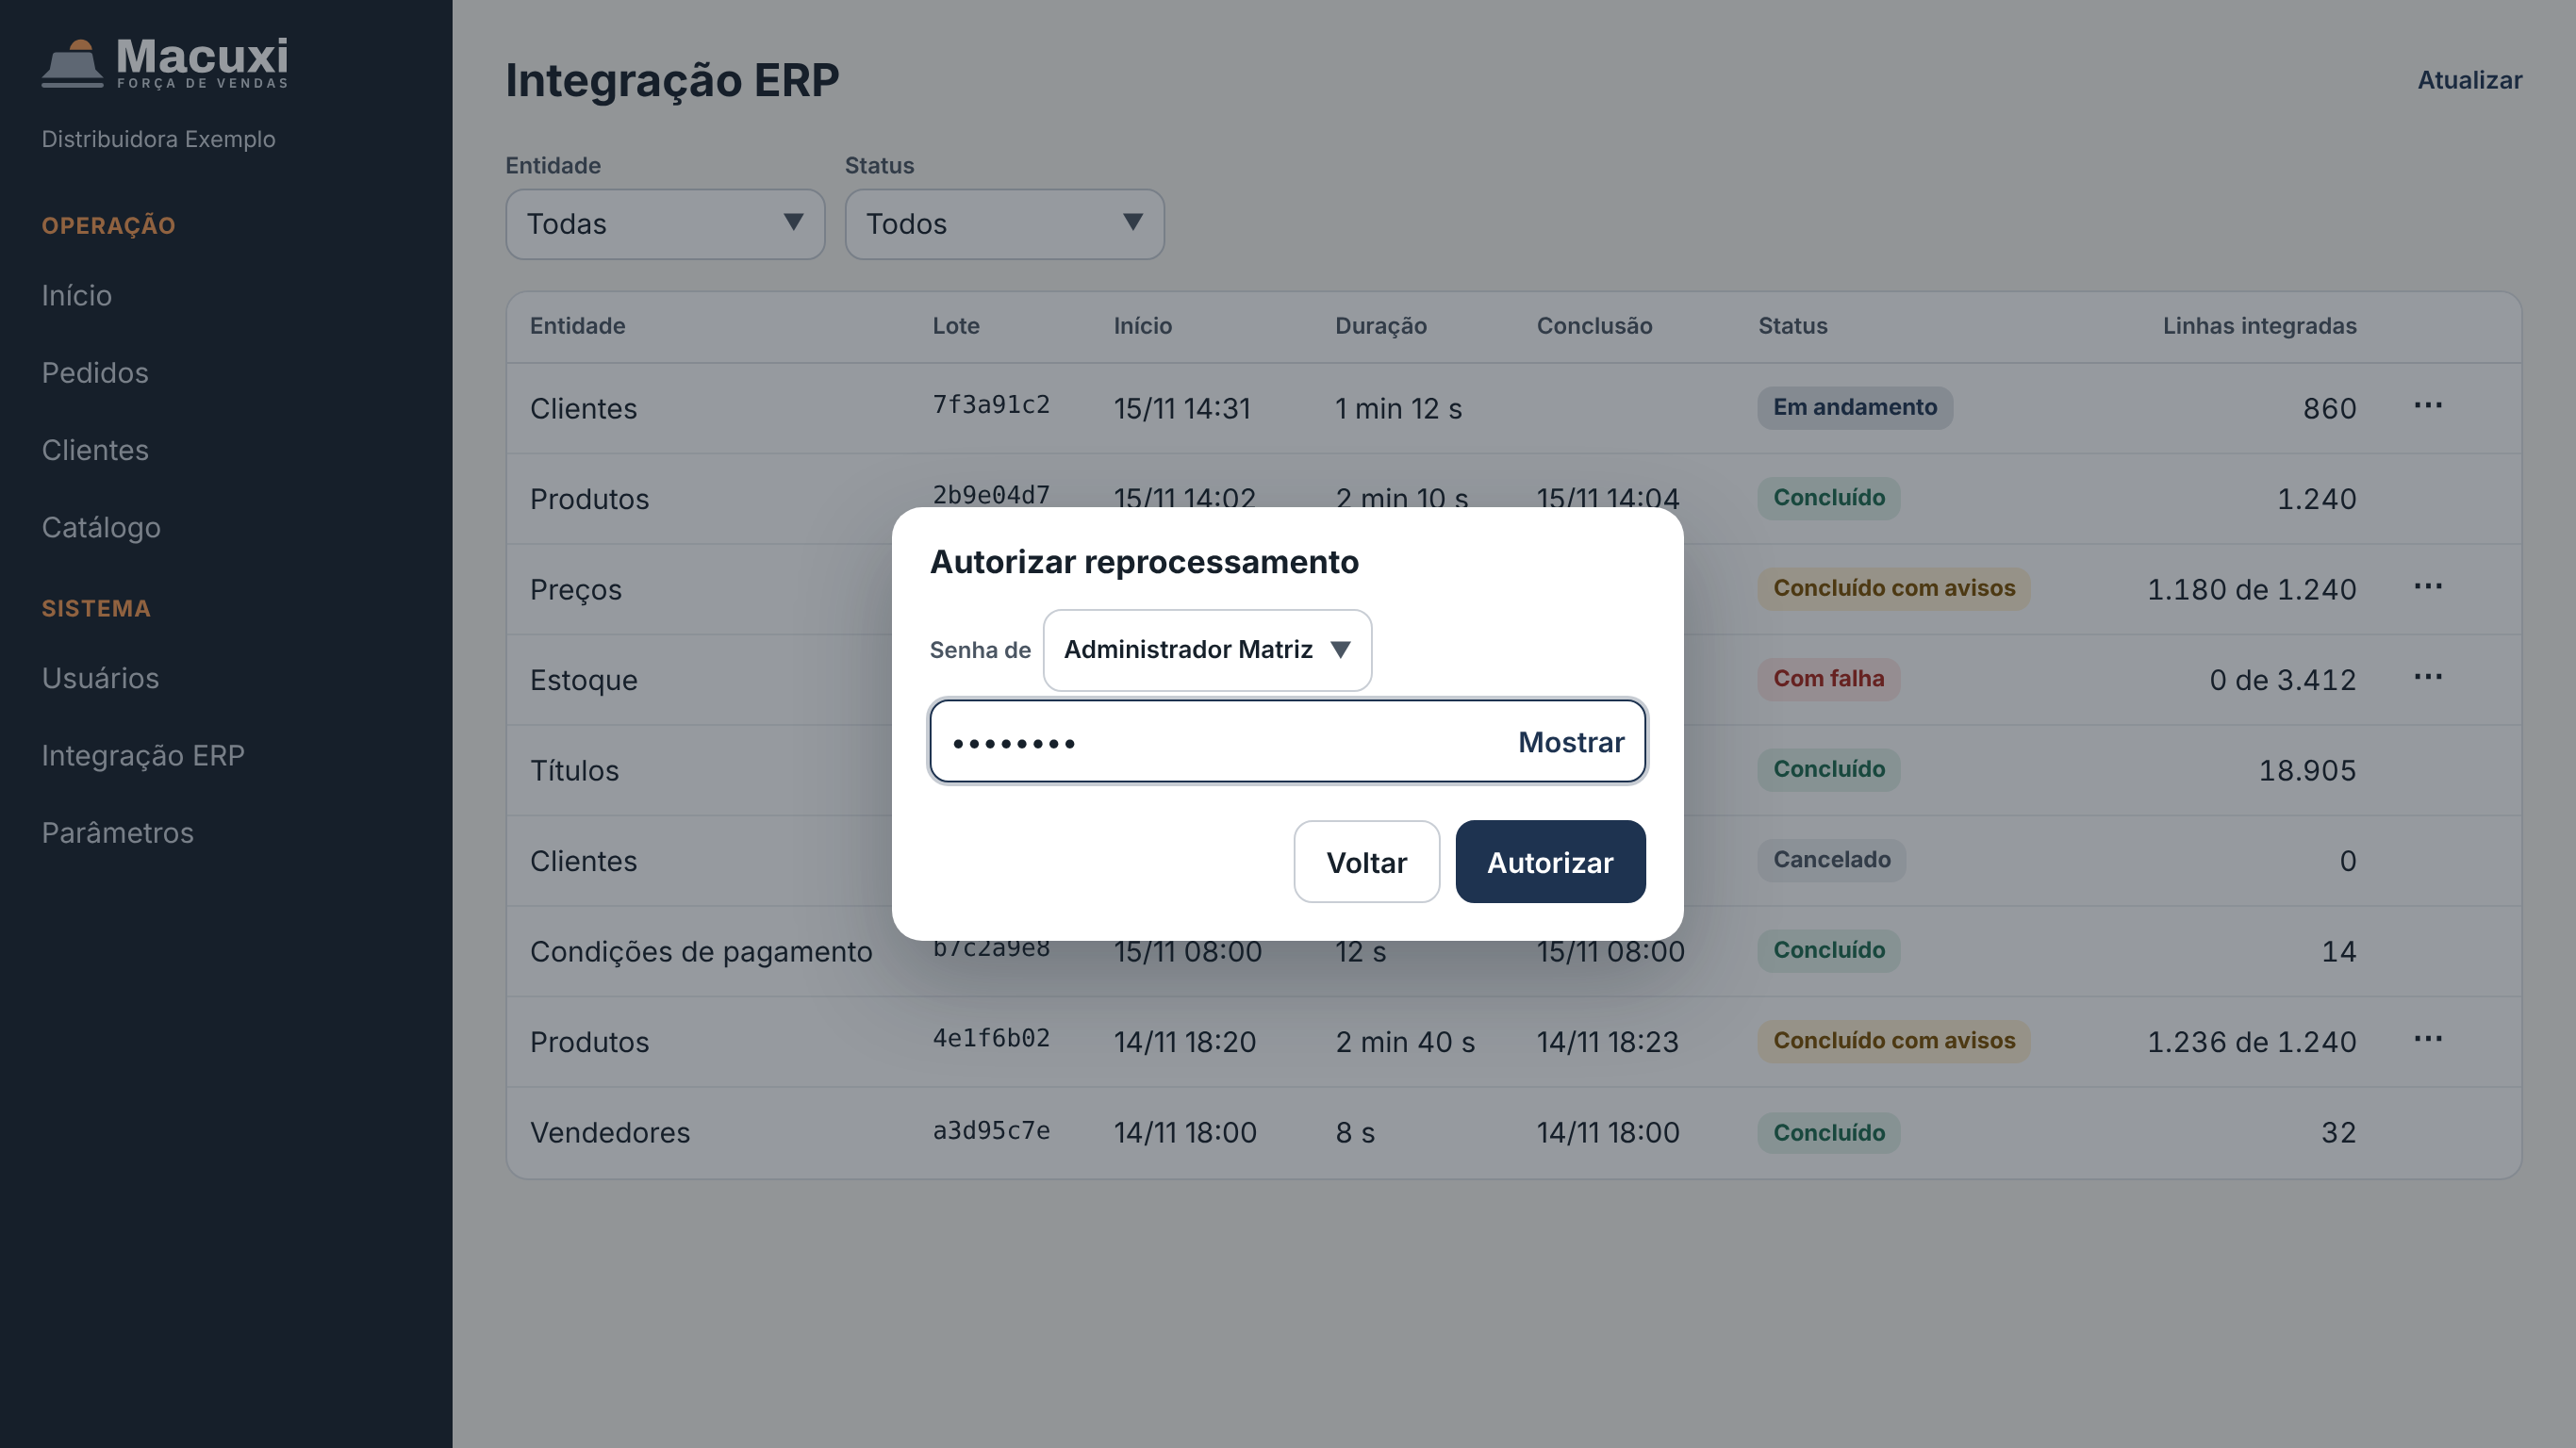 Macuxi
FORÇA DE VENDAS
Distribuidora Exemplo
OPERAÇÃO
Início
Pedidos
Clientes
Catálogo
SISTEMA
Usuários
Integração ERP
Parâmetros
Integração ERP
Atualizar
Entidade Status
Todas ▼ Todos ▼
Entidade Lote Início Duração Conclusão Status Linhas integradas
Clientes 7f3a91c2 15/11 14:31 1 min 12 s Em andamento 860 ···
Produtos 2b9e04d7 15/11 14:02 2 min 10 s 15/11 14:04 Concluído 1.240
Preços Concluído com avisos 1.180 de 1.240 ···
Estoque Com falha 0 de 3.412 ···
Títulos Concluído 18.905
Clientes Cancelado 0
Condições de pagamento b7c2a9e8 15/11 08:00 12 s 15/11 08:00 Concluído 14
Produtos 4e1f6b02 14/11 18:20 2 min 40 s 14/11 18:23 Concluído com avisos 1.236 de 1.240 ···
Vendedores a3d95c7e 14/11 18:00 8 s 14/11 18:00 Concluído 32
Autorizar reprocessamento
Senha de Administrador Matriz ▼
•••••••• Mostrar
Voltar Autorizar